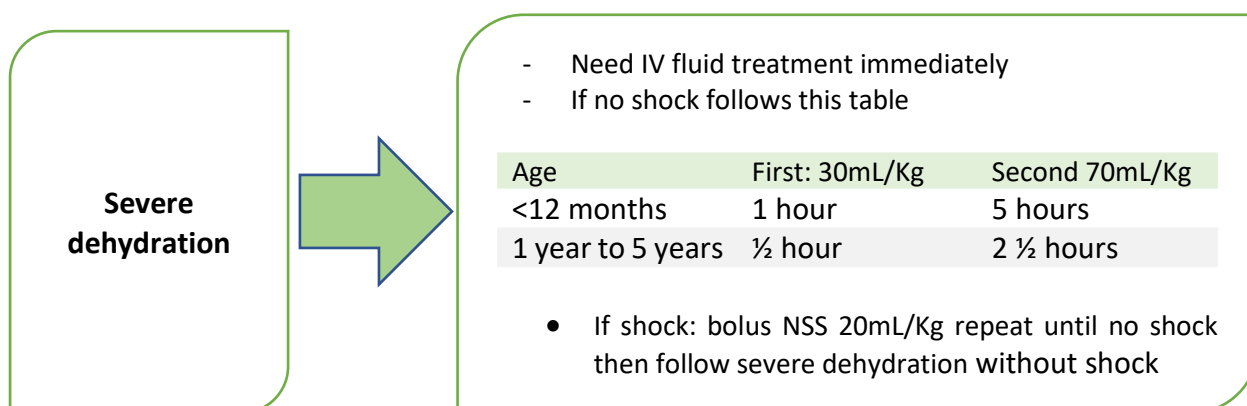 Severe
dehydration
- Need IV fluid treatment immediately
- If no shock follows this table
Age First: 30mL/Kg Second 70mL/Kg
<12 months 1 hour 5 hours
1 year to 5 years ½ hour 2 ½ hours
• If shock: bolus NSS 20mL/Kg repeat until no shock
then follow severe dehydration without shock